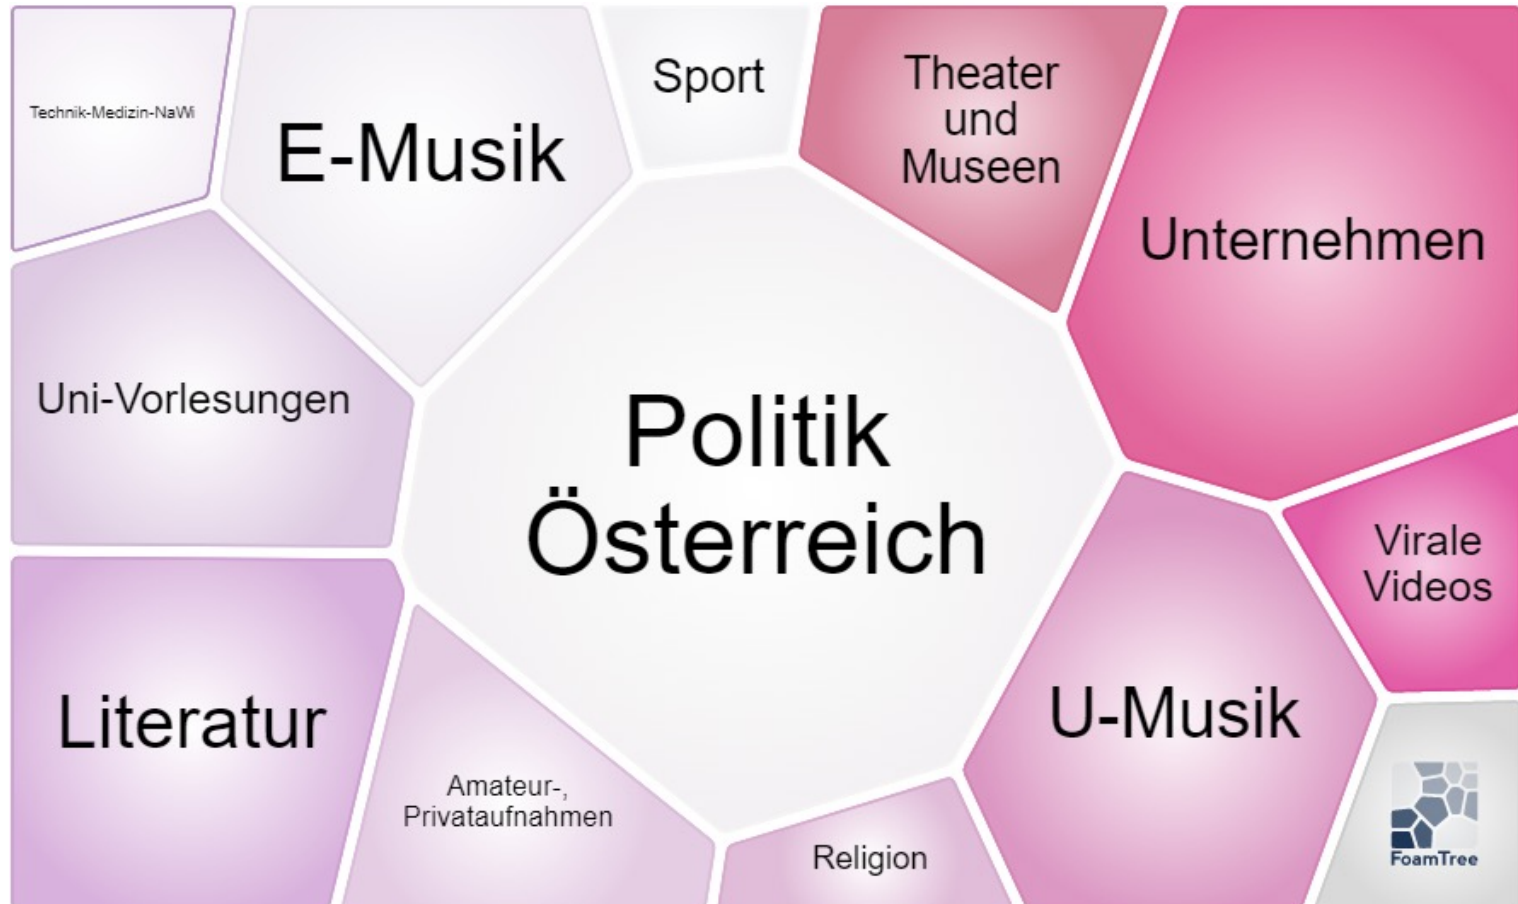 Technik-Medizin-NaWi
E-Musik
Sport
Theater
und
Museen
Unternehmen
Uni-Vorlesungen
Politik
Österreich
Virale
Videos
Literatur
U-Musik
Amateur-,
Privataufnahmen
Religion
FoamTree